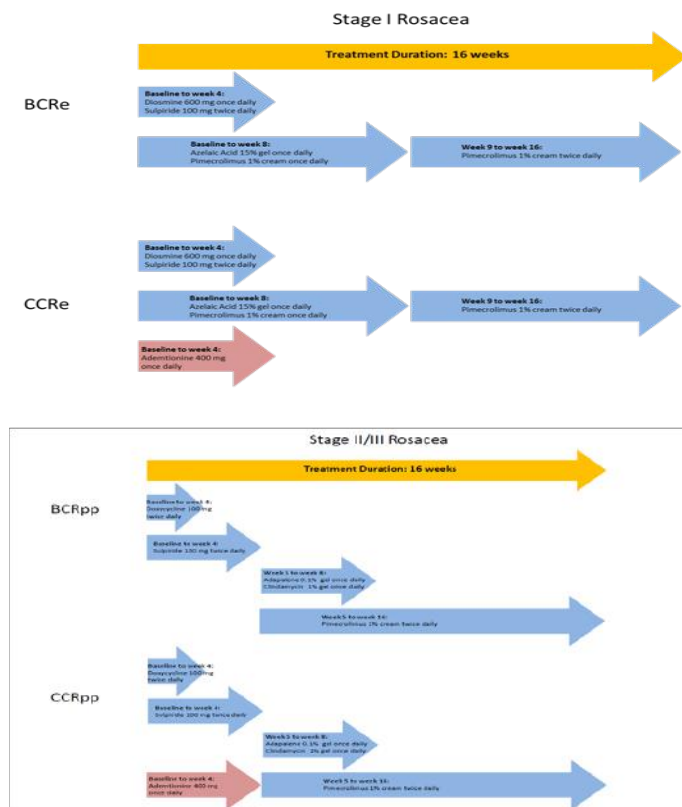 Stage I Rosacea
Treatment Duration: 16 weeks
BCRe
Baseline to week 4:
Diosmine 600 mg once daily
Sulpiride 100 mg twice daily
Baseline to week 8:
Azelaic Acid 15% gel once daily
Pimecrolimus 1% cream once daily
Week 9 to week 16:
Pimecrolimus 1% cream twice daily
CCRe
Baseline to week 4:
Diosmine 600 mg once daily
Sulpiride 100 mg twice daily
Baseline to week 8:
Azelaic Acid 15% gel once daily
Pimecrolimus 1% cream once daily
Week 9 to week 16:
Pimecrolimus 1% cream twice daily
Baseline to week 4:
Ademtionine 400 mg
once daily
Stage II/III Rosacea
Treatment Duration: 16 weeks
BCRpp
Baseline to week
Doxycycline 100 mg
twice daily
Baseline to week 4:
Sulpiride mg twice daily
Week to week 8:
Adapalene 0.1% gel once daily
Clindamycin 1% gel once daily
Week 5 to week 16:
Pimecrolimus 1% cream twice daily
CCRpp
Baseline to week 4:
Doxycycline 100 mg
twice daily
Baseline to week 4:
Sulpiride mg twice daily
Week 5 to week 8:
Adapalene 0.1% gel once daily
Clindamycin gel once daily
Baseline to week 4:
Ademtionine 400 mg
once daily
Week 5 to week 16:
Pimecrolimus 1% cream twice daily